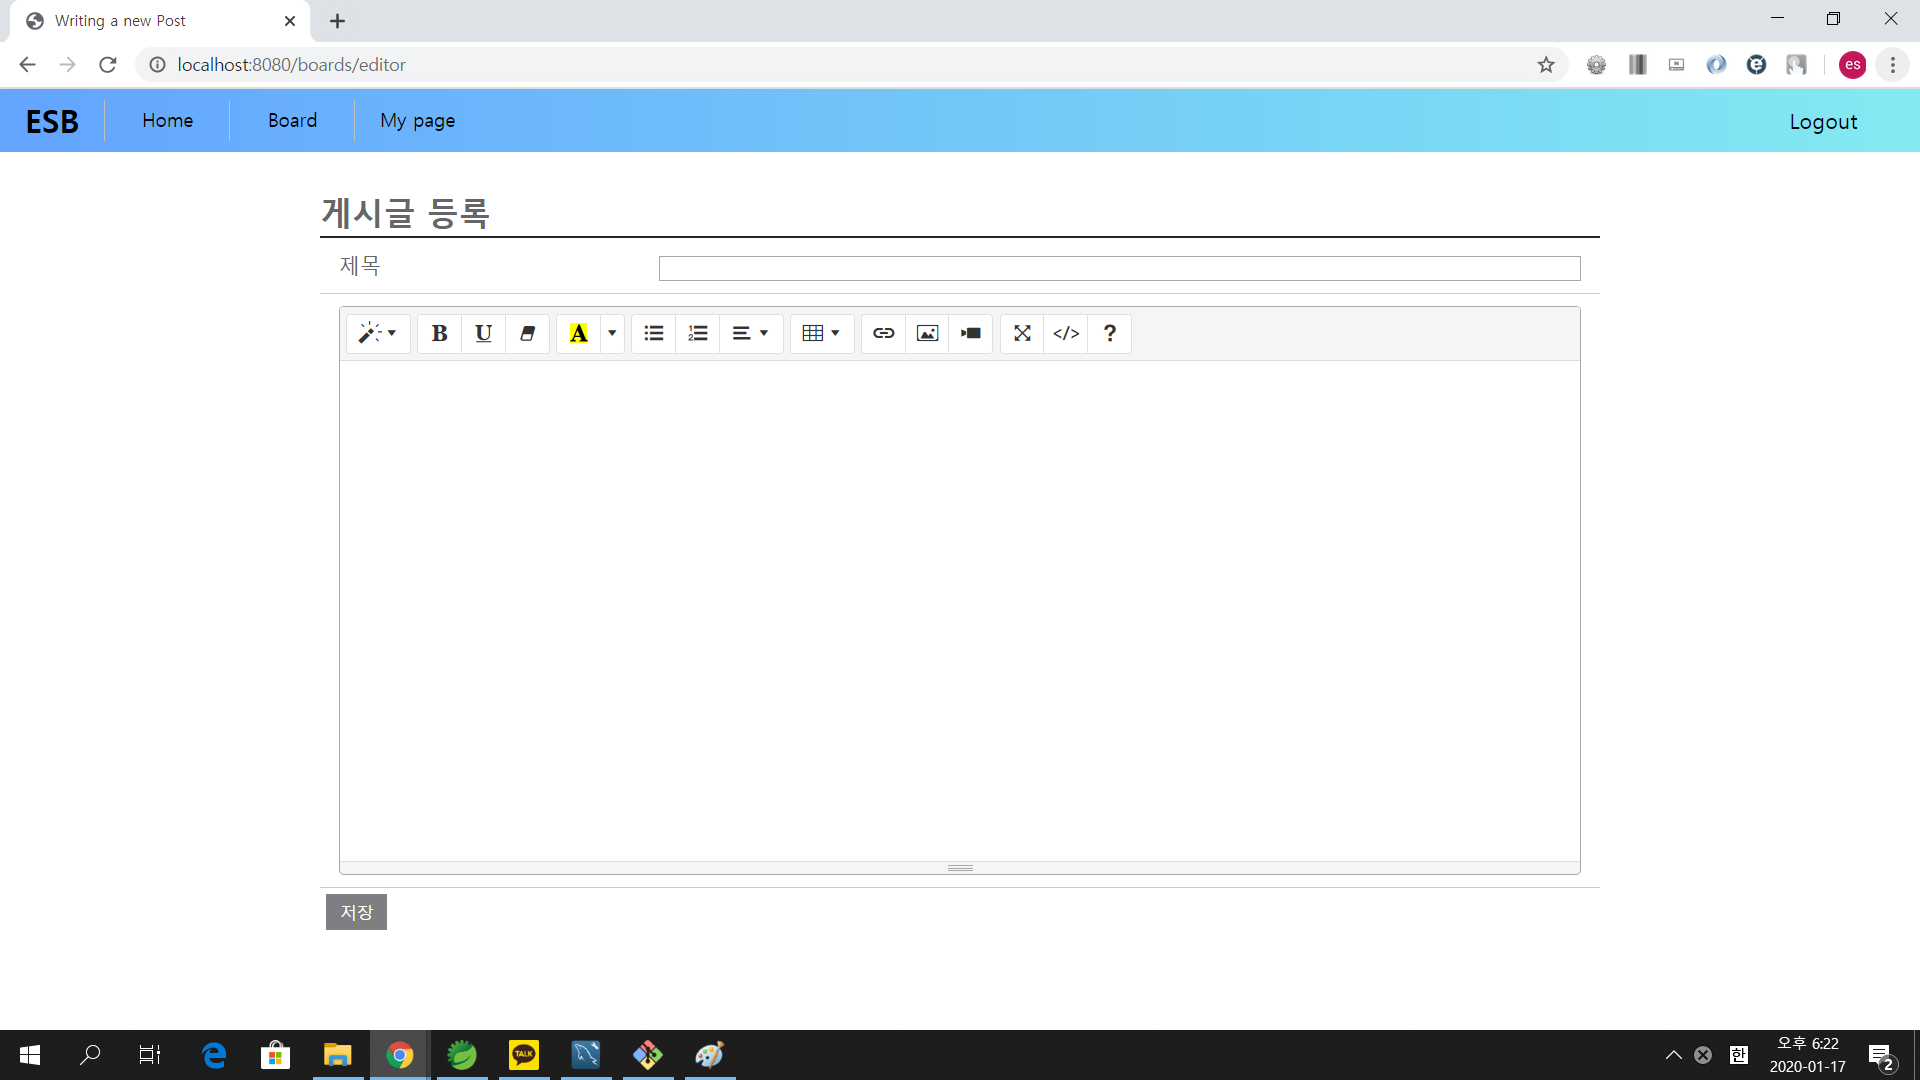 Writing a new Post
localhost:8080/boards/editor
es
ESB
Home
Board
My page
Logout
게시글 등록
제목
B U A </> ?
저장
TALK
한
오후 6:22
2020-01-17
2